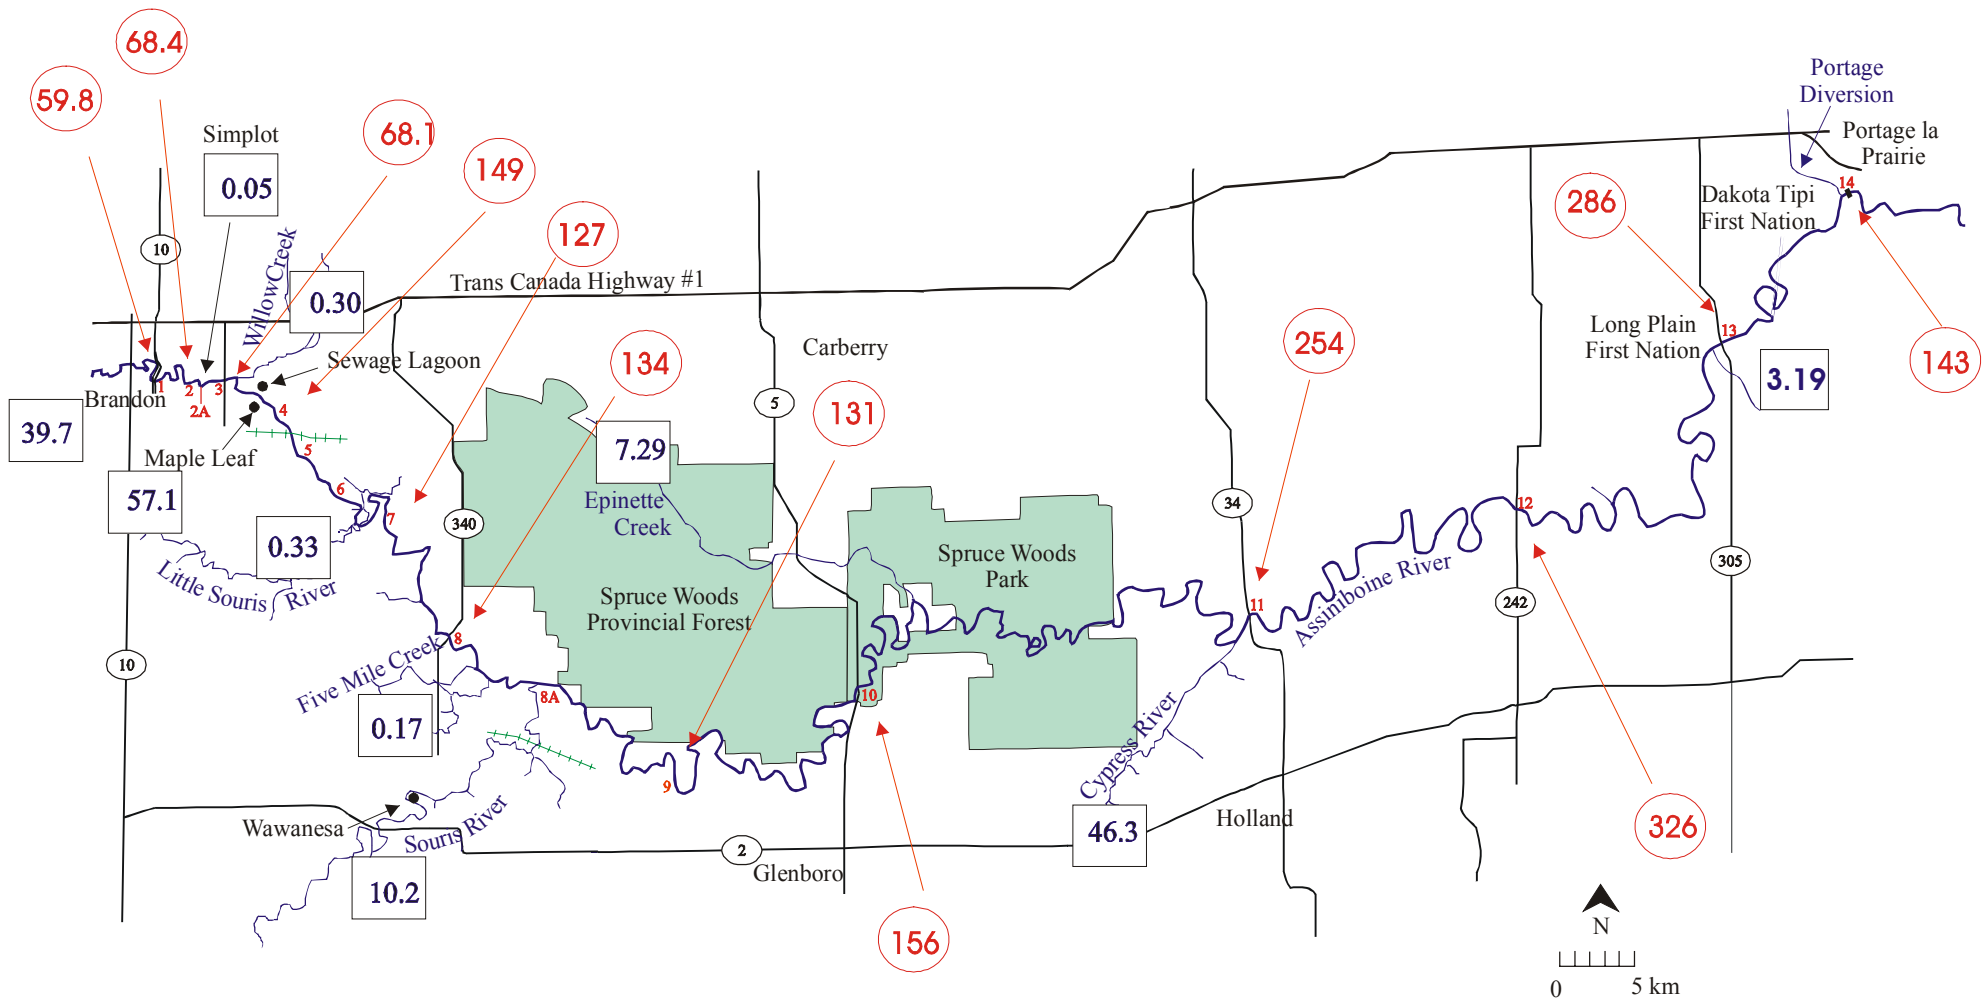 68.4
59.8
68.1
Simplot
0.05
149
127
10
WillowCreek
0.30
Trans Canada Highway #1
Portage
Diversion
Portage la
Prairie
14
Dakota Tipi
First Nation
286
143
Long Plain
First Nation
13
3.19
254
Carberry
134
131
5
Sewage Lagoon
1
2
2A
3
4
5
6
7
Brandon
39.7
Maple Leaf
57.1
0.33
Little Souris River
340
7.29
Epinette
Creek
Spruce Woods
Provincial Forest
Spruce Woods
Park
34
11
Assiniboine River
12
242
305
10
Five Mile Creek
8
8A
0.17
9
10
Cypress River
46.3
Holland
326
Wawanesa
Souris River
10.2
2
Glenboro
156
N
0 5 km